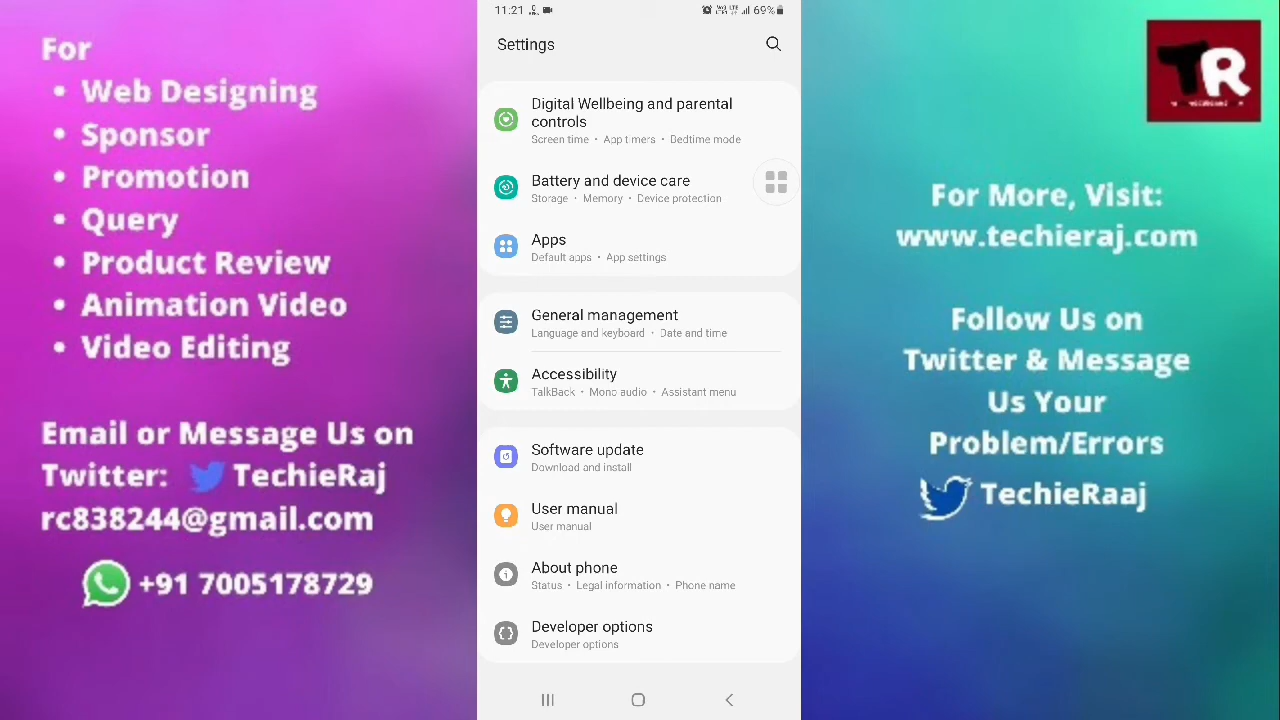 For
• Web Designing
• Sponsor
• Promotion
• Query
• Product Review
• Animation Video
• Video Editing
Email or Message Us on
Twitter: TechieRaj
rc838244@gmail.com
+91 7005178729
11:21
69%
Settings
Digital Wellbeing and parental
controls
Screen time • App timers • Bedtime mode
Battery and device care
Storage • Memory • Device protection
Apps
Default apps • App settings
General management
Language and keyboard • Date and time
Accessibility
TalkBack • Mono audio • Assistant menu
Software update
Download and install
User manual
User manual
About phone
Status • Legal information • Phone name
Developer options
Developer options
TR
For More, Visit:
www.techieraj.com
Follow Us on
Twitter & Message
Us Your
Problem/Errors
TechieRaaj